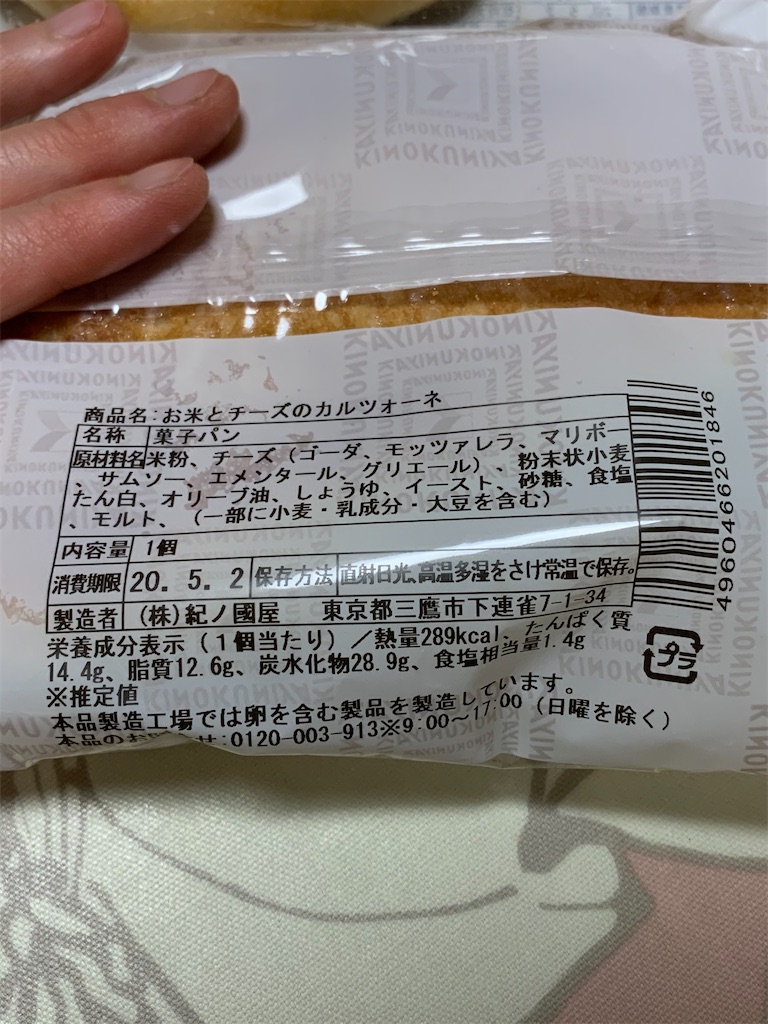 KINOKUNIYA
商品名:お米とチーズのカルツォーネ
名称 菓子パン
原材料名 米粉、チーズ（ゴーダ、モッツァレラ、マリボー
、サムソー、エメンタール、グリエール）、粉末状小麦
たん白、オリーブ油、しょうゆ、イースト、砂糖、食塩
、モルト、（一部に小麦・乳成分・大豆を含む）
内容量 1個
消費期限 20. 5. 2 保存方法 直射日光、高温多湿をさけ常温で保存。
製造者 (株)紀ノ國屋 東京都三鷹市下連雀7-1-34
栄養成分表示（1個当たり）／熱量289kcal、たんぱく質
14.4g、脂質12.6g、炭水化物28.9g、食塩相当量1.4g
※推定値
本品製造工場では卵を含む製品を製造しています。
本品のお せ:0120-003-913※9:00～17:00（日曜を除く）
4960466201846
プラ